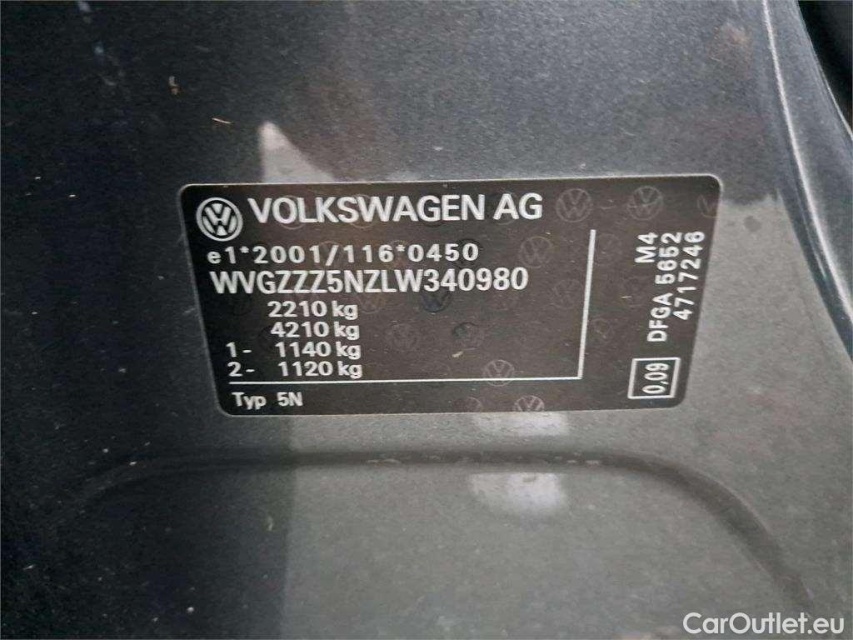 VOLKSWAGEN AG
e1*2001/116*0450
WVGZZZ5NZLW340980
2210 kg
4210 kg
1- 1140 kg
2- 1120 kg
Typ 5N
M4
DFGA 5652
4717246
0,09
CarOutlet.eu